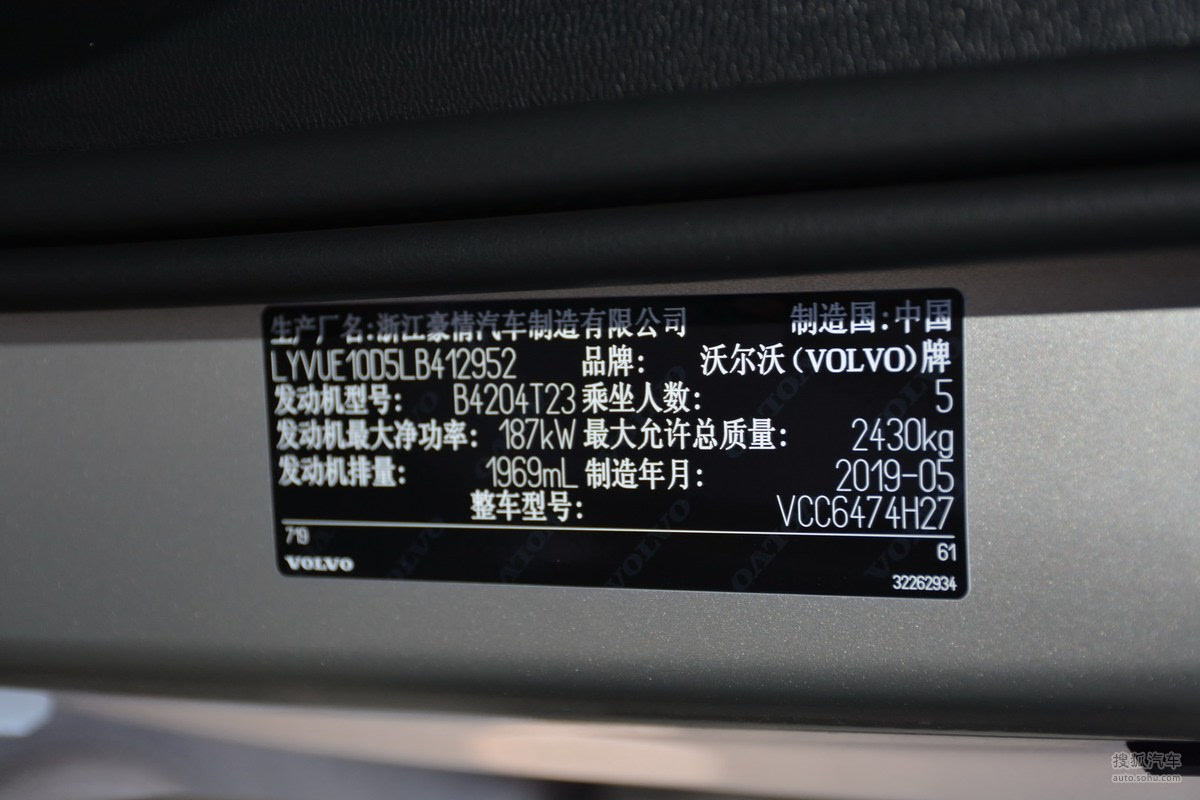 生产厂名:浙江豪情汽车制造有限公司 制造国:中国
LYVUE10D5LB412952 品牌: 沃尔沃(VOLVO)牌
发动机型号: B4204T23 乘坐人数: 5
发动机最大净功率: 187kW 最大允许总质量: 2430kg
发动机排量: 1969mL 制造年月: 2019-05
整车型号: VCC6474H27
719 61
VOLVO 32262934
搜狐汽车
auto.sohu.com